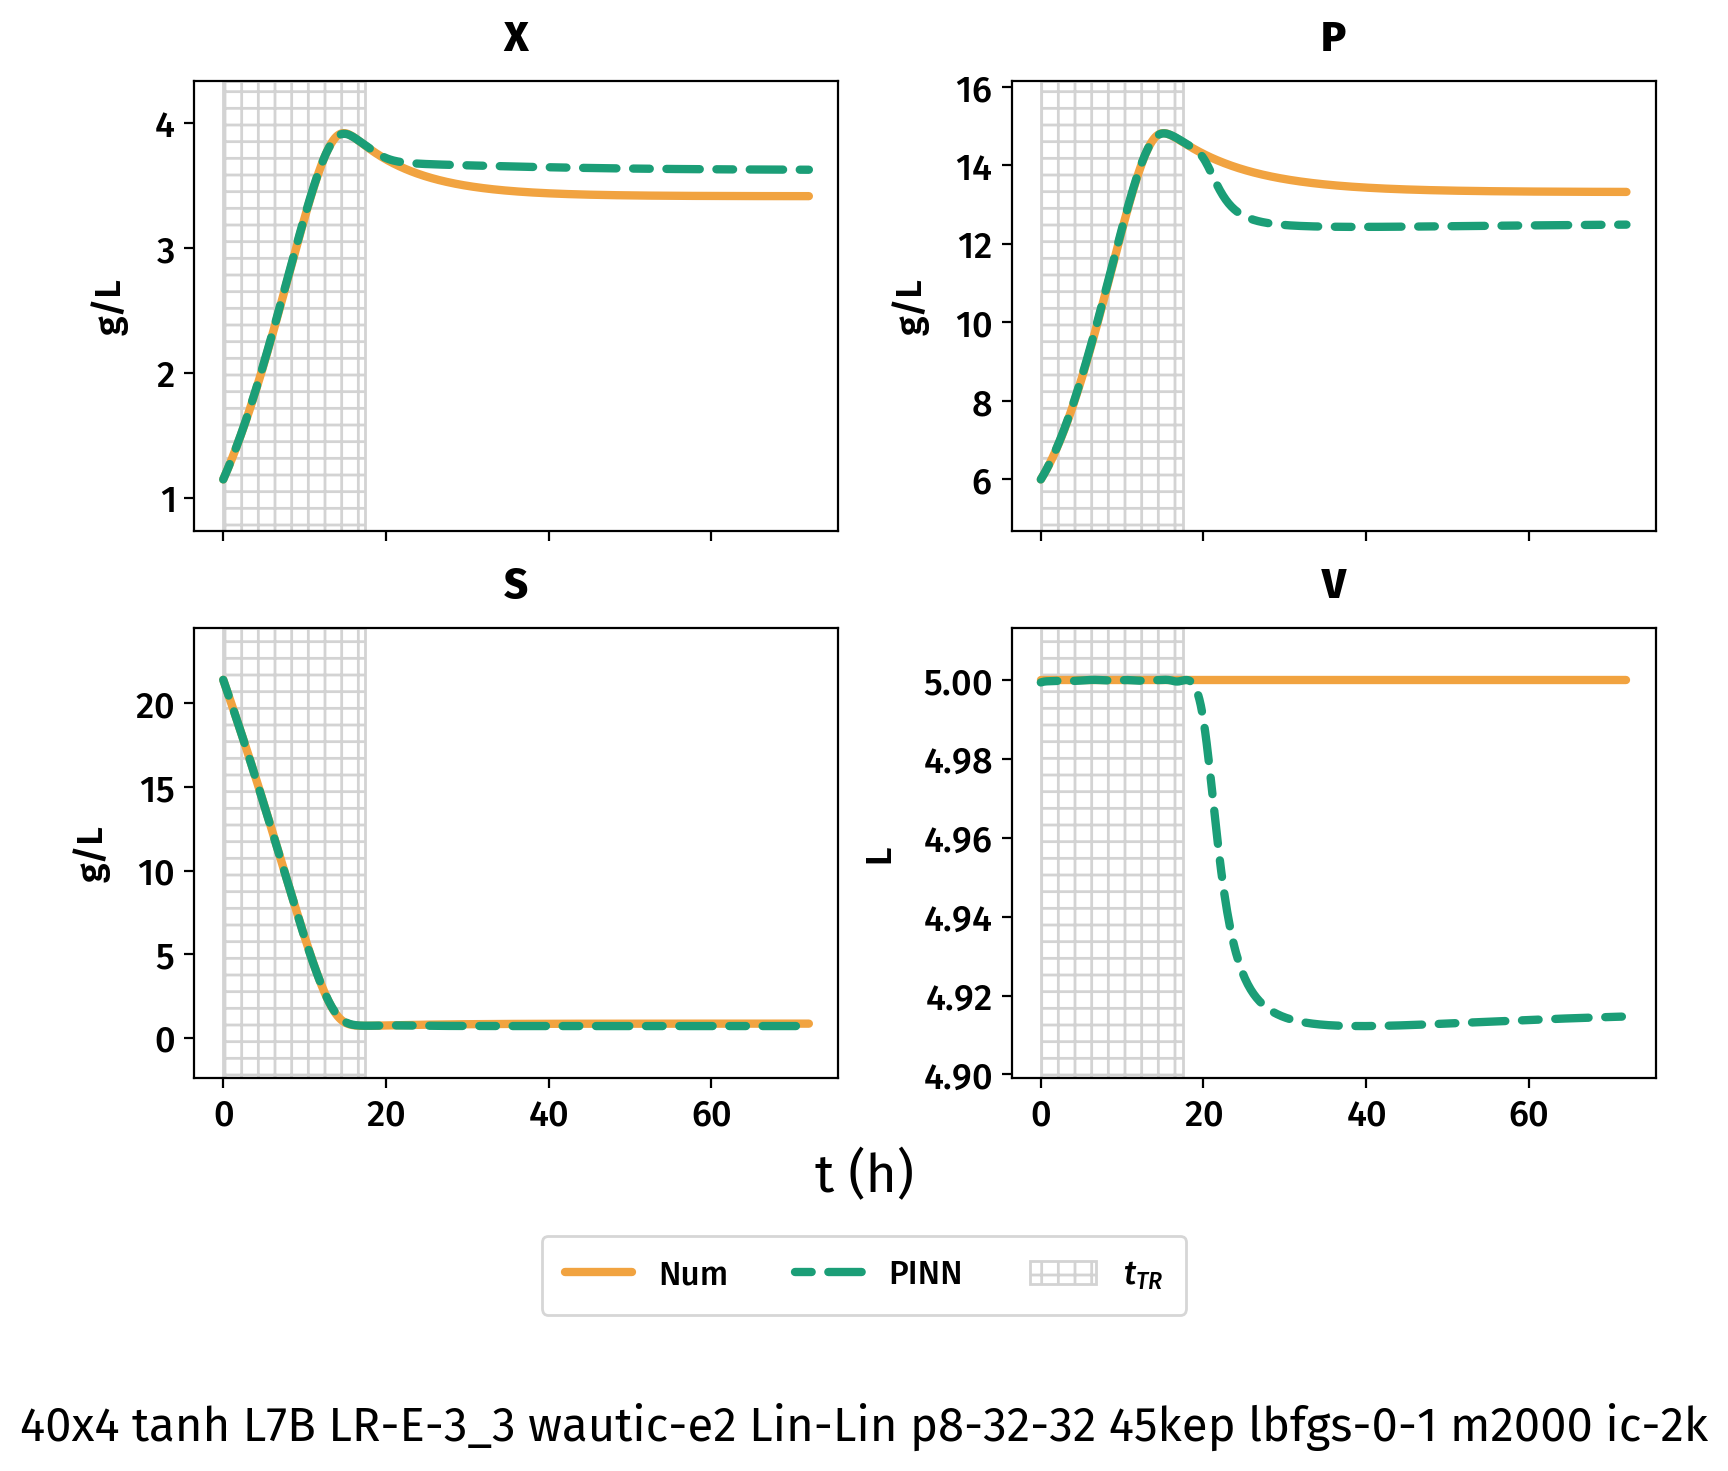 X
P
4
3
2
1
g/L
16
14
12
10
8
6
g/L
S
V
20
15
10
5
0
g/L
5.00
4.98
4.96
4.94
4.92
4.90
L
0 20 40 60
0 20 40 60
t (h)
Num PINN tTR
40x4 tanh L7B LR-E-3_3 wautic-e2 Lin-Lin p8-32-32 45kep lbfgs-0-1 m2000 ic-2k